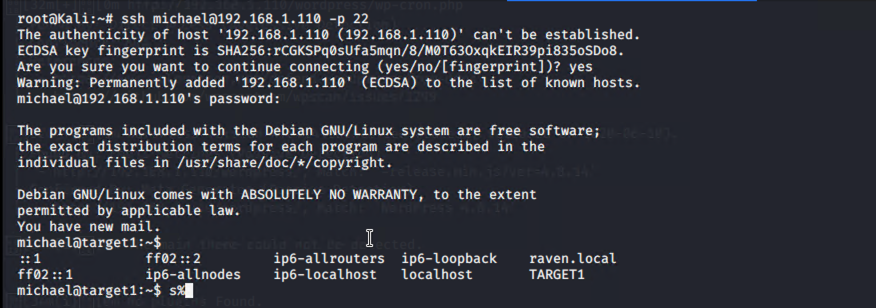 root@Kali:~# ssh michael@192.168.1.110 -p 22
The authenticity of host '192.168.1.110 (192.168.1.110)' can't be established.
ECDSA key fingerprint is SHA256:rCGKSPq0sUfa5mqn/8/M0T63OxqkEIR39pi835oSDo8.
Are you sure you want to continue connecting (yes/no/[fingerprint])? yes
Warning: Permanently added '192.168.1.110' (ECDSA) to the list of known hosts.
michael@192.168.1.110's password:
The programs included with the Debian GNU/Linux system are free software;
the exact distribution terms for each program are described in the
individual files in /usr/share/doc/*/copyright.
Debian GNU/Linux comes with ABSOLUTELY NO WARRANTY, to the extent
permitted by applicable law.
You have new mail.
michael@target1:~$
::1 ff02::2 ip6-allrouters ip6-loopback raven.local
ff02::1 ip6-allnodes ip6-localhost localhost TARGET1
michael@target1:~$ s%